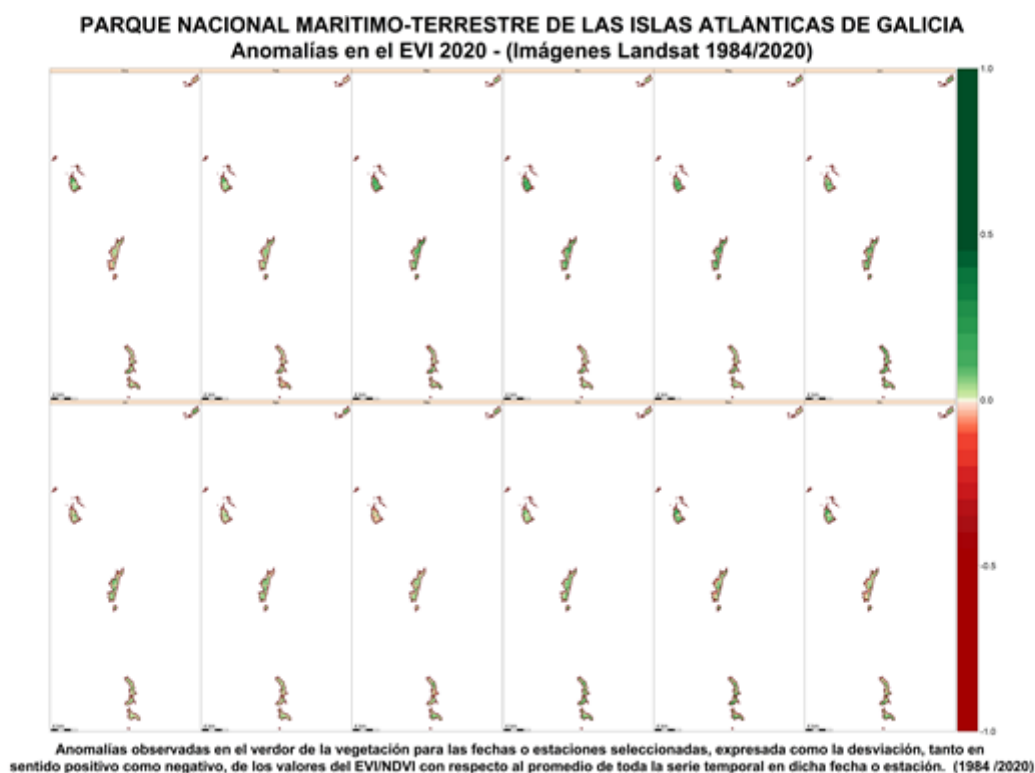 PARQUE NACIONAL MARÍTIMO-TERRESTRE DE LAS ISLAS ATLANTICAS DE GALICIA
Anomalías en el EVI 2020 - (Imágenes Landsat 1984/2020)
1.0
0.5
0.0
-0.5
-1.0
Anomalías observadas en el verdor de la vegetación para las fechas o estaciones seleccionadas, expresada como la desviación, tanto en
sentido positivo como negativo, de los valores del EVI/NDVI con respecto al promedio de toda la serie temporal en dicha fecha o estación. (1984 /2020)